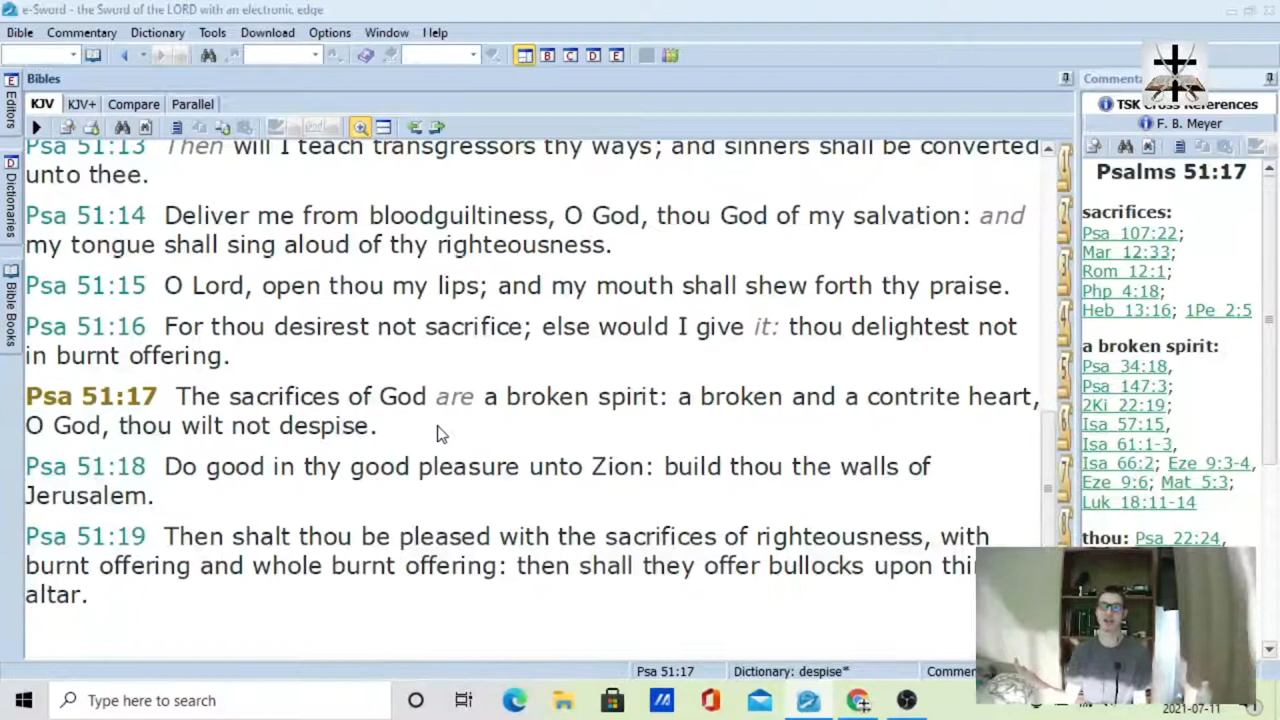 e-Sword - the Sword of the LORD with an electronic edge
Bible Commentary Dictionary Tools Options Download Window Help
B C D E
Bibles
KJV KJV+ Compare Parallel
Psa 51:13 Then will I teach transgressors thy ways; and sinners shall be converted
unto thee.
Psa 51:14 Deliver me from bloodguiltiness, O God, thou God of my salvation: and
my tongue shall sing aloud of thy righteousness.
Psa 51:15 O Lord, open thou my lips; and my mouth shall shew forth thy praise.
Psa 51:16 For thou desirest not sacrifice; else would I give it: thou delightest not
in burnt offering.
Psa 51:17 The sacrifices of God are a broken spirit: a broken and a contrite heart,
O God, thou wilt not despise.
Psa 51:18 Do good in thy good pleasure unto Zion: build thou the walls of
Jerusalem.
Psa 51:19 Then shalt thou be pleased with the sacrifices of righteousness, with
burnt offering and whole burnt offering: then shall they offer bullocks upon
altar.
E Editors
D Dictionaries
Bible Books
TSK Cross References
F. B. Meyer
Psalms 51:17
sacrifices:
Psa 107:22;
Mar 12:33;
Rom 12:1;
Php 4:18;
Heb 13:16; 1Pe 2:5
a broken spirit:
Psa 34:18,
Psa 147:3;
2Ki 22:19;
Isa 57:15,
Isa 61:1-3,
Isa 66:2; Eze 9:3-4,
Eze 9:6; Mat 5:3;
Luk 18:11-14
thou: Psa 22:24,
Psa 51:17 Dictionary: despise*
Type here to search
2021-07-11